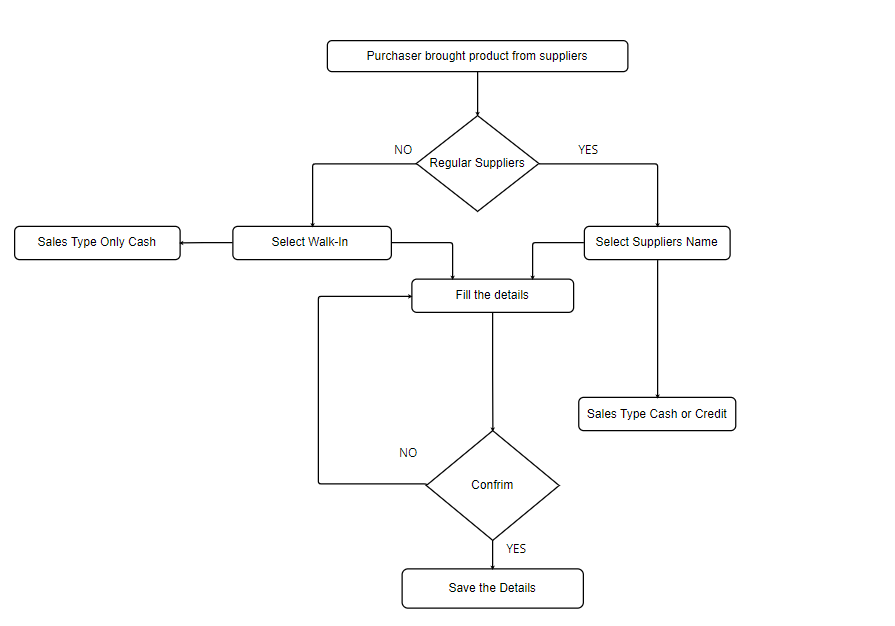 Purchaser brought product from suppliers
NO
YES
Regular Suppliers
Sales Type Only Cash
Select Walk-In
Select Suppliers Name
Fill the details
Sales Type Cash or Credit
NO
Confrim
YES
Save the Details